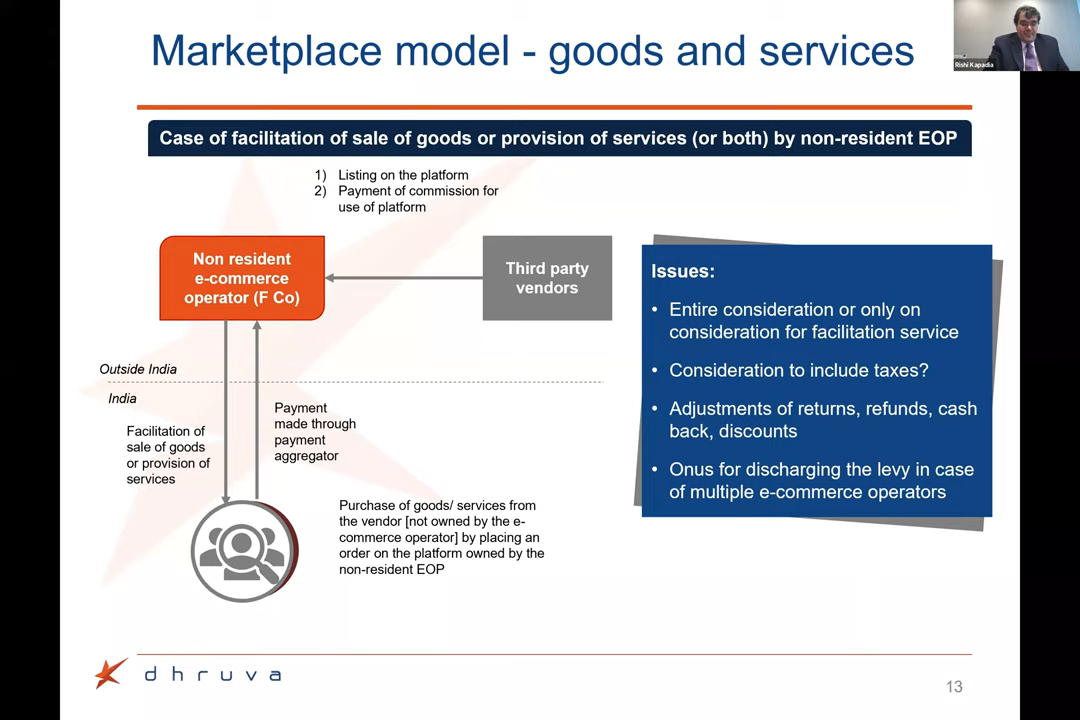 Marketplace model - goods and services
Rishi Kapadia
Case of facilitation of sale of goods or provision of services (or both) by non-resident EOP
1) Listing on the platform
2) Payment of commission for
use of platform
Non resident
e-commerce
operator (F Co)
Third party
vendors
Outside India
India
Facilitation of
sale of goods
or provision of
services
Payment
made through
payment
aggregator
Purchase of goods/ services from
the vendor [not owned by the e-
commerce operator] by placing an
order on the platform owned by the
non-resident EOP
Issues:
• Entire consideration or only on
consideration for facilitation service
• Consideration to include taxes?
• Adjustments of returns, refunds, cash
back, discounts
• Onus for discharging the levy in case
of multiple e-commerce operators
dhruva
13